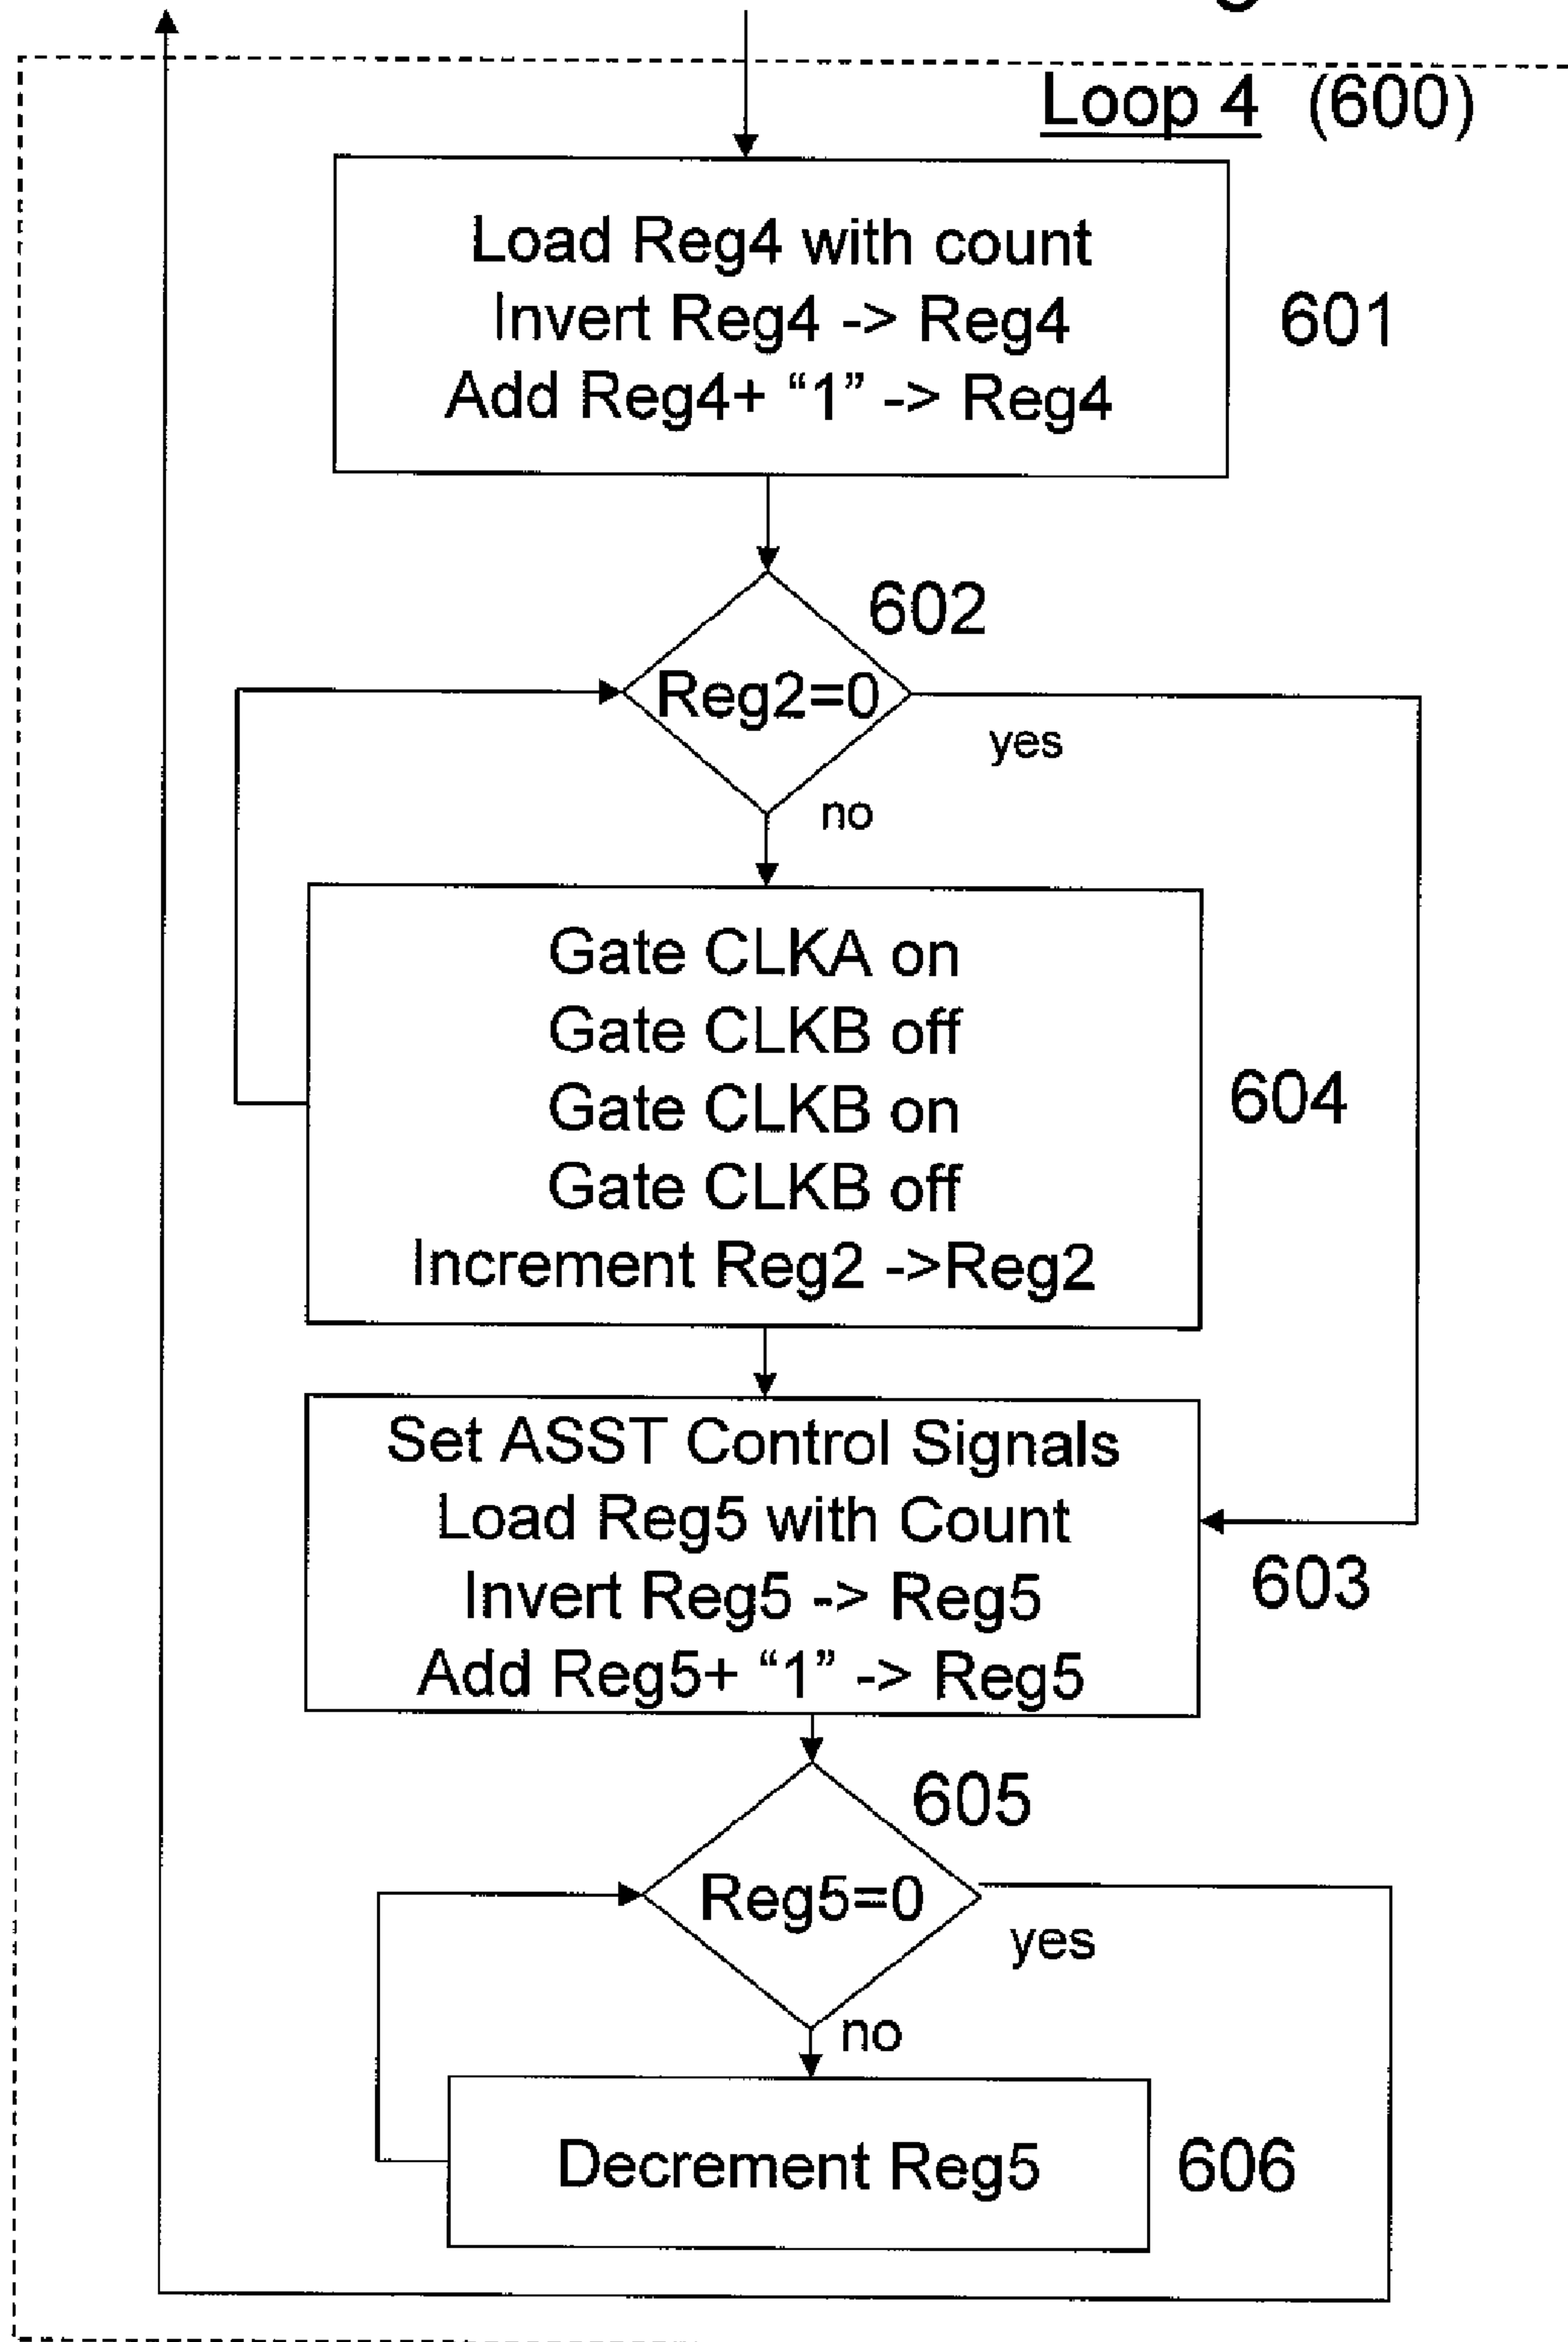 Loop 4 (600)
Load Reg4 with count
Invert Reg4 -> Reg4
Add Reg4+ “1” -> Reg4
601
602
Reg2=0
yes
no
Gate CLKA on
Gate CLKB off
Gate CLKB on
Gate CLKB off
Increment Reg2 ->Reg2
604
Set ASST Control Signals
Load Reg5 with Count
Invert Reg5 -> Reg5
Add Reg5+ “1” -> Reg5
603
605
Reg5=0
yes
no
Decrement Reg5
606